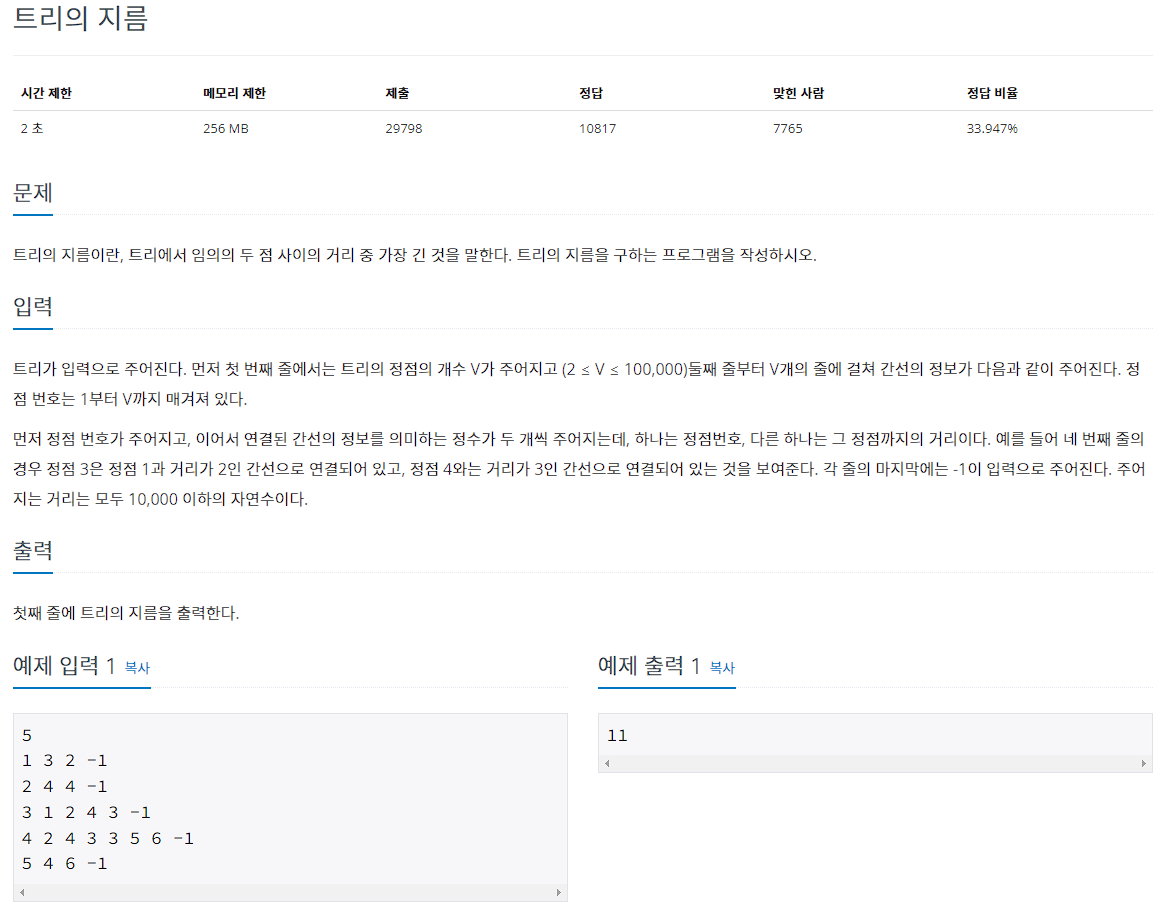 트리의 지름
시간 제한 메모리 제한 제출 정답 맞힌 사람 정답 비율
2 초 256 MB 29798 10817 7765 33.947%
문제
트리의 지름이란, 트리에서 임의의 두 점 사이의 거리 중 가장 긴 것을 말한다. 트리의 지름을 구하는 프로그램을 작성하시오.
입력
트리가 입력으로 주어진다. 먼저 첫 번째 줄에서는 트리의 정점의 개수 V가 주어지고 (2 ≤ V ≤ 100,000)둘째 줄부터 V개의 줄에 걸쳐 간선의 정보가 다음과 같이 주어진다. 정
점 번호는 1부터 V까지 매겨져 있다.
먼저 정점 번호가 주어지고, 이어서 연결된 간선의 정보를 의미하는 정수가 두 개씩 주어지는데, 하나는 정점번호, 다른 하나는 그 정점까지의 거리이다. 예를 들어 네 번째 줄의
경우 정점 3은 정점 1과 거리가 2인 간선으로 연결되어 있고, 정점 4와는 거리가 3인 간선으로 연결되어 있는 것을 보여준다. 각 줄의 마지막에는 -1이 입력으로 주어진다. 주어
지는 거리는 모두 10,000 이하의 자연수이다.
출력
첫째 줄에 트리의 지름을 출력한다.
예제 입력 1 복사
5
1 3 2 -1
2 4 4 -1
3 1 2 4 3 -1
4 2 4 3 3 5 6 -1
5 4 6 -1
예제 출력 1 복사
11